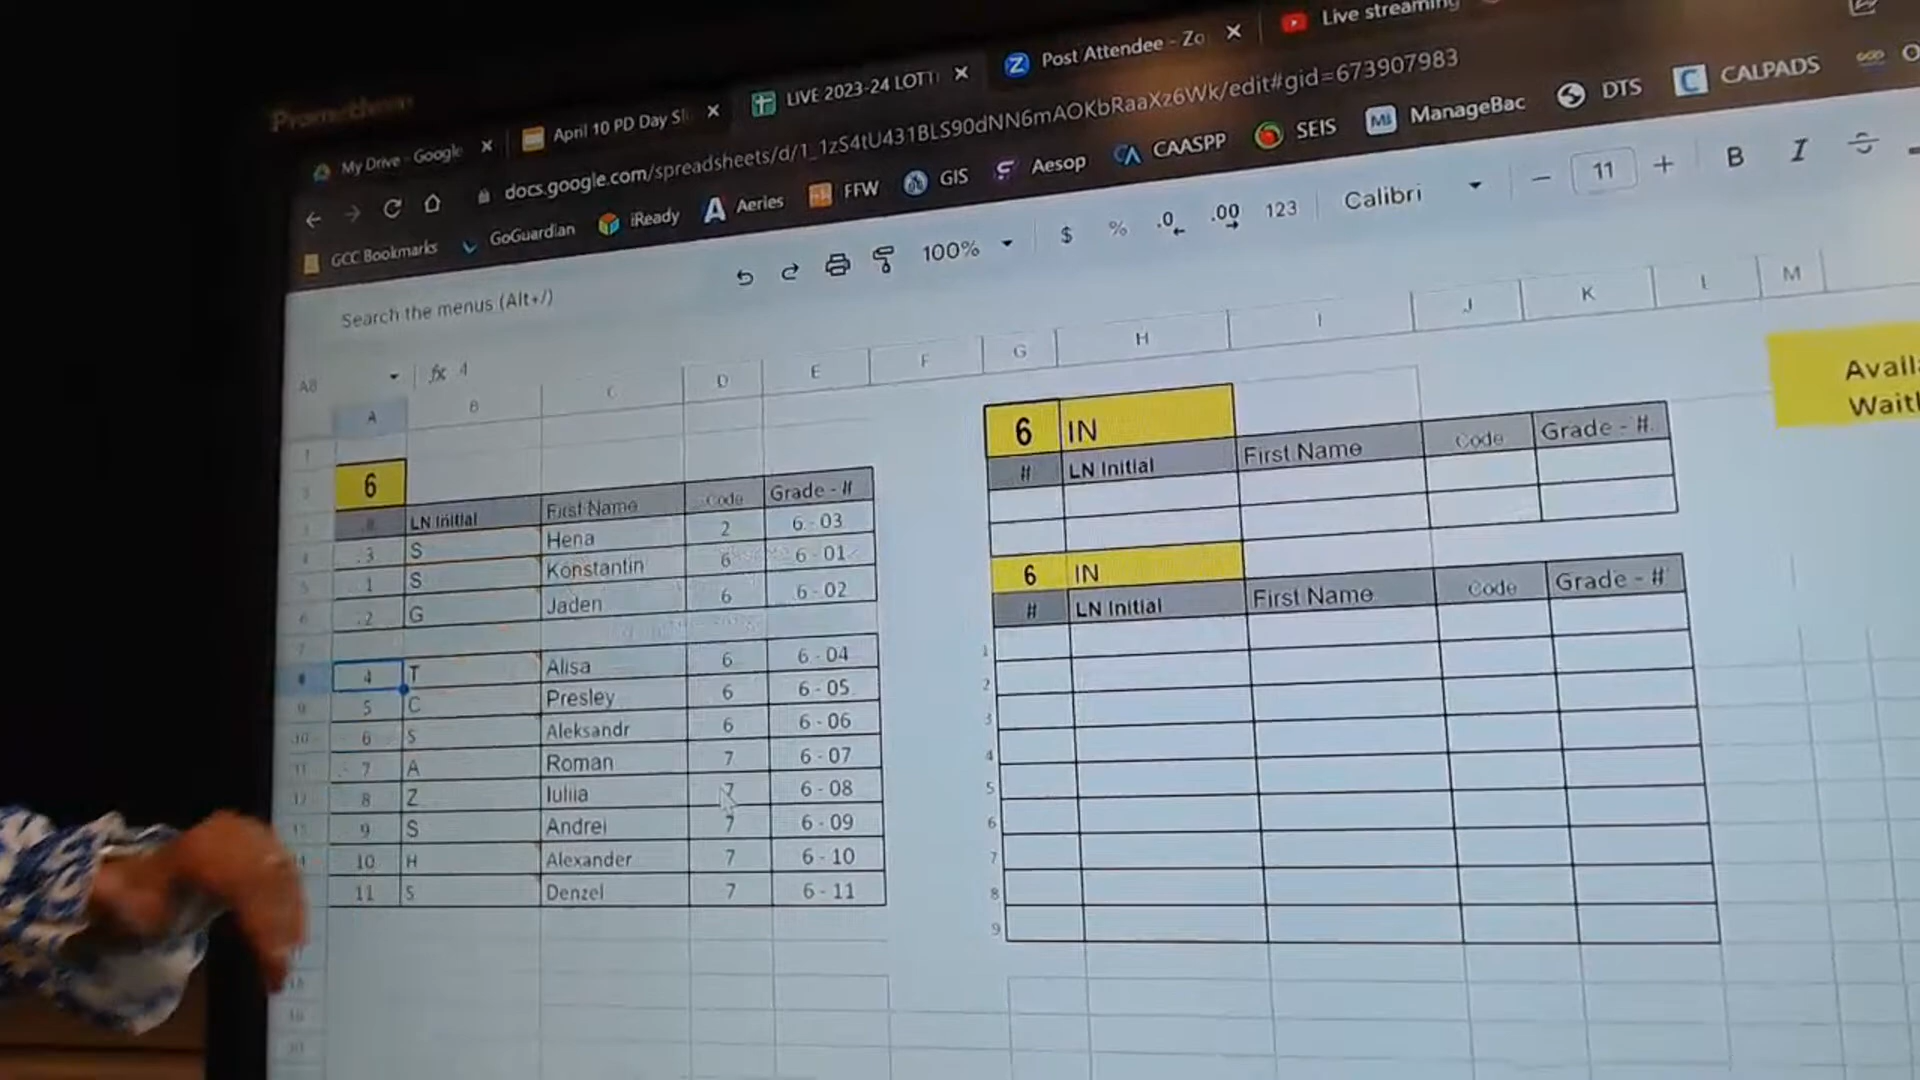 Promethean
My Drive - Google
April 10 PD Day Sl
LIVE 2023-24 LOTT
Post Attendee - Zo
Live streaming
docs.google.com/spreadsheets/d/1_1zS4tU431BLS90dNN6mAOKbRaaXz6Wk/edit#gid=673907983
GCC Bookmarks GoGuardian iReady Aeries FFW GIS Aesop CAASPP SEIS ManageBac DTS CALPADS
Search the menus (Alt+/) 100% $ % .0 .00 123 Calibri 11 B I
A8 fx 4
A B C D E F G H I J K L M
6
# LN Initial First Name Code Grade - #
3 S Hena 2 6 - 03
1 S Konstantin 6 6 - 01
2 G Jaden 6 6 - 02
4 T Alisa 6 6 - 04
5 C Presley 6 6 - 05
6 S Aleksandr 6 6 - 06
7 A Roman 7 6 - 07
8 Z Iuliia 7 6 - 08
9 S Andrei 7 6 - 09
10 H Alexander 7 6 - 10
11 S Denzel 7 6 - 11
6 IN
# LN Initial First Name Code Grade - #
6 IN
# LN Initial First Name Code Grade - #
1
2
3
4
5
6
7
8
9
Availa
Waitl